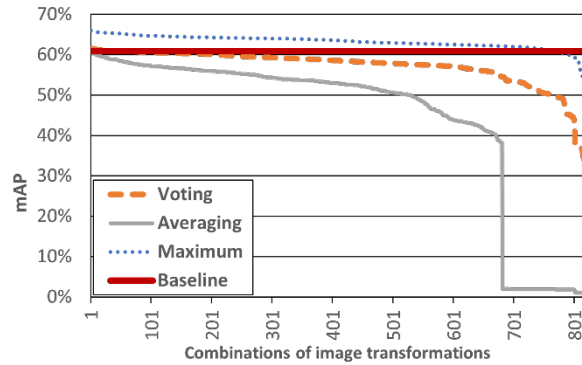 70%
60%
50%
40%
30%
20%
10%
0%
mAP
Voting
Averaging
Maximum
Baseline
1
101
201
301
401
501
601
701
801
Combinations of image transformations